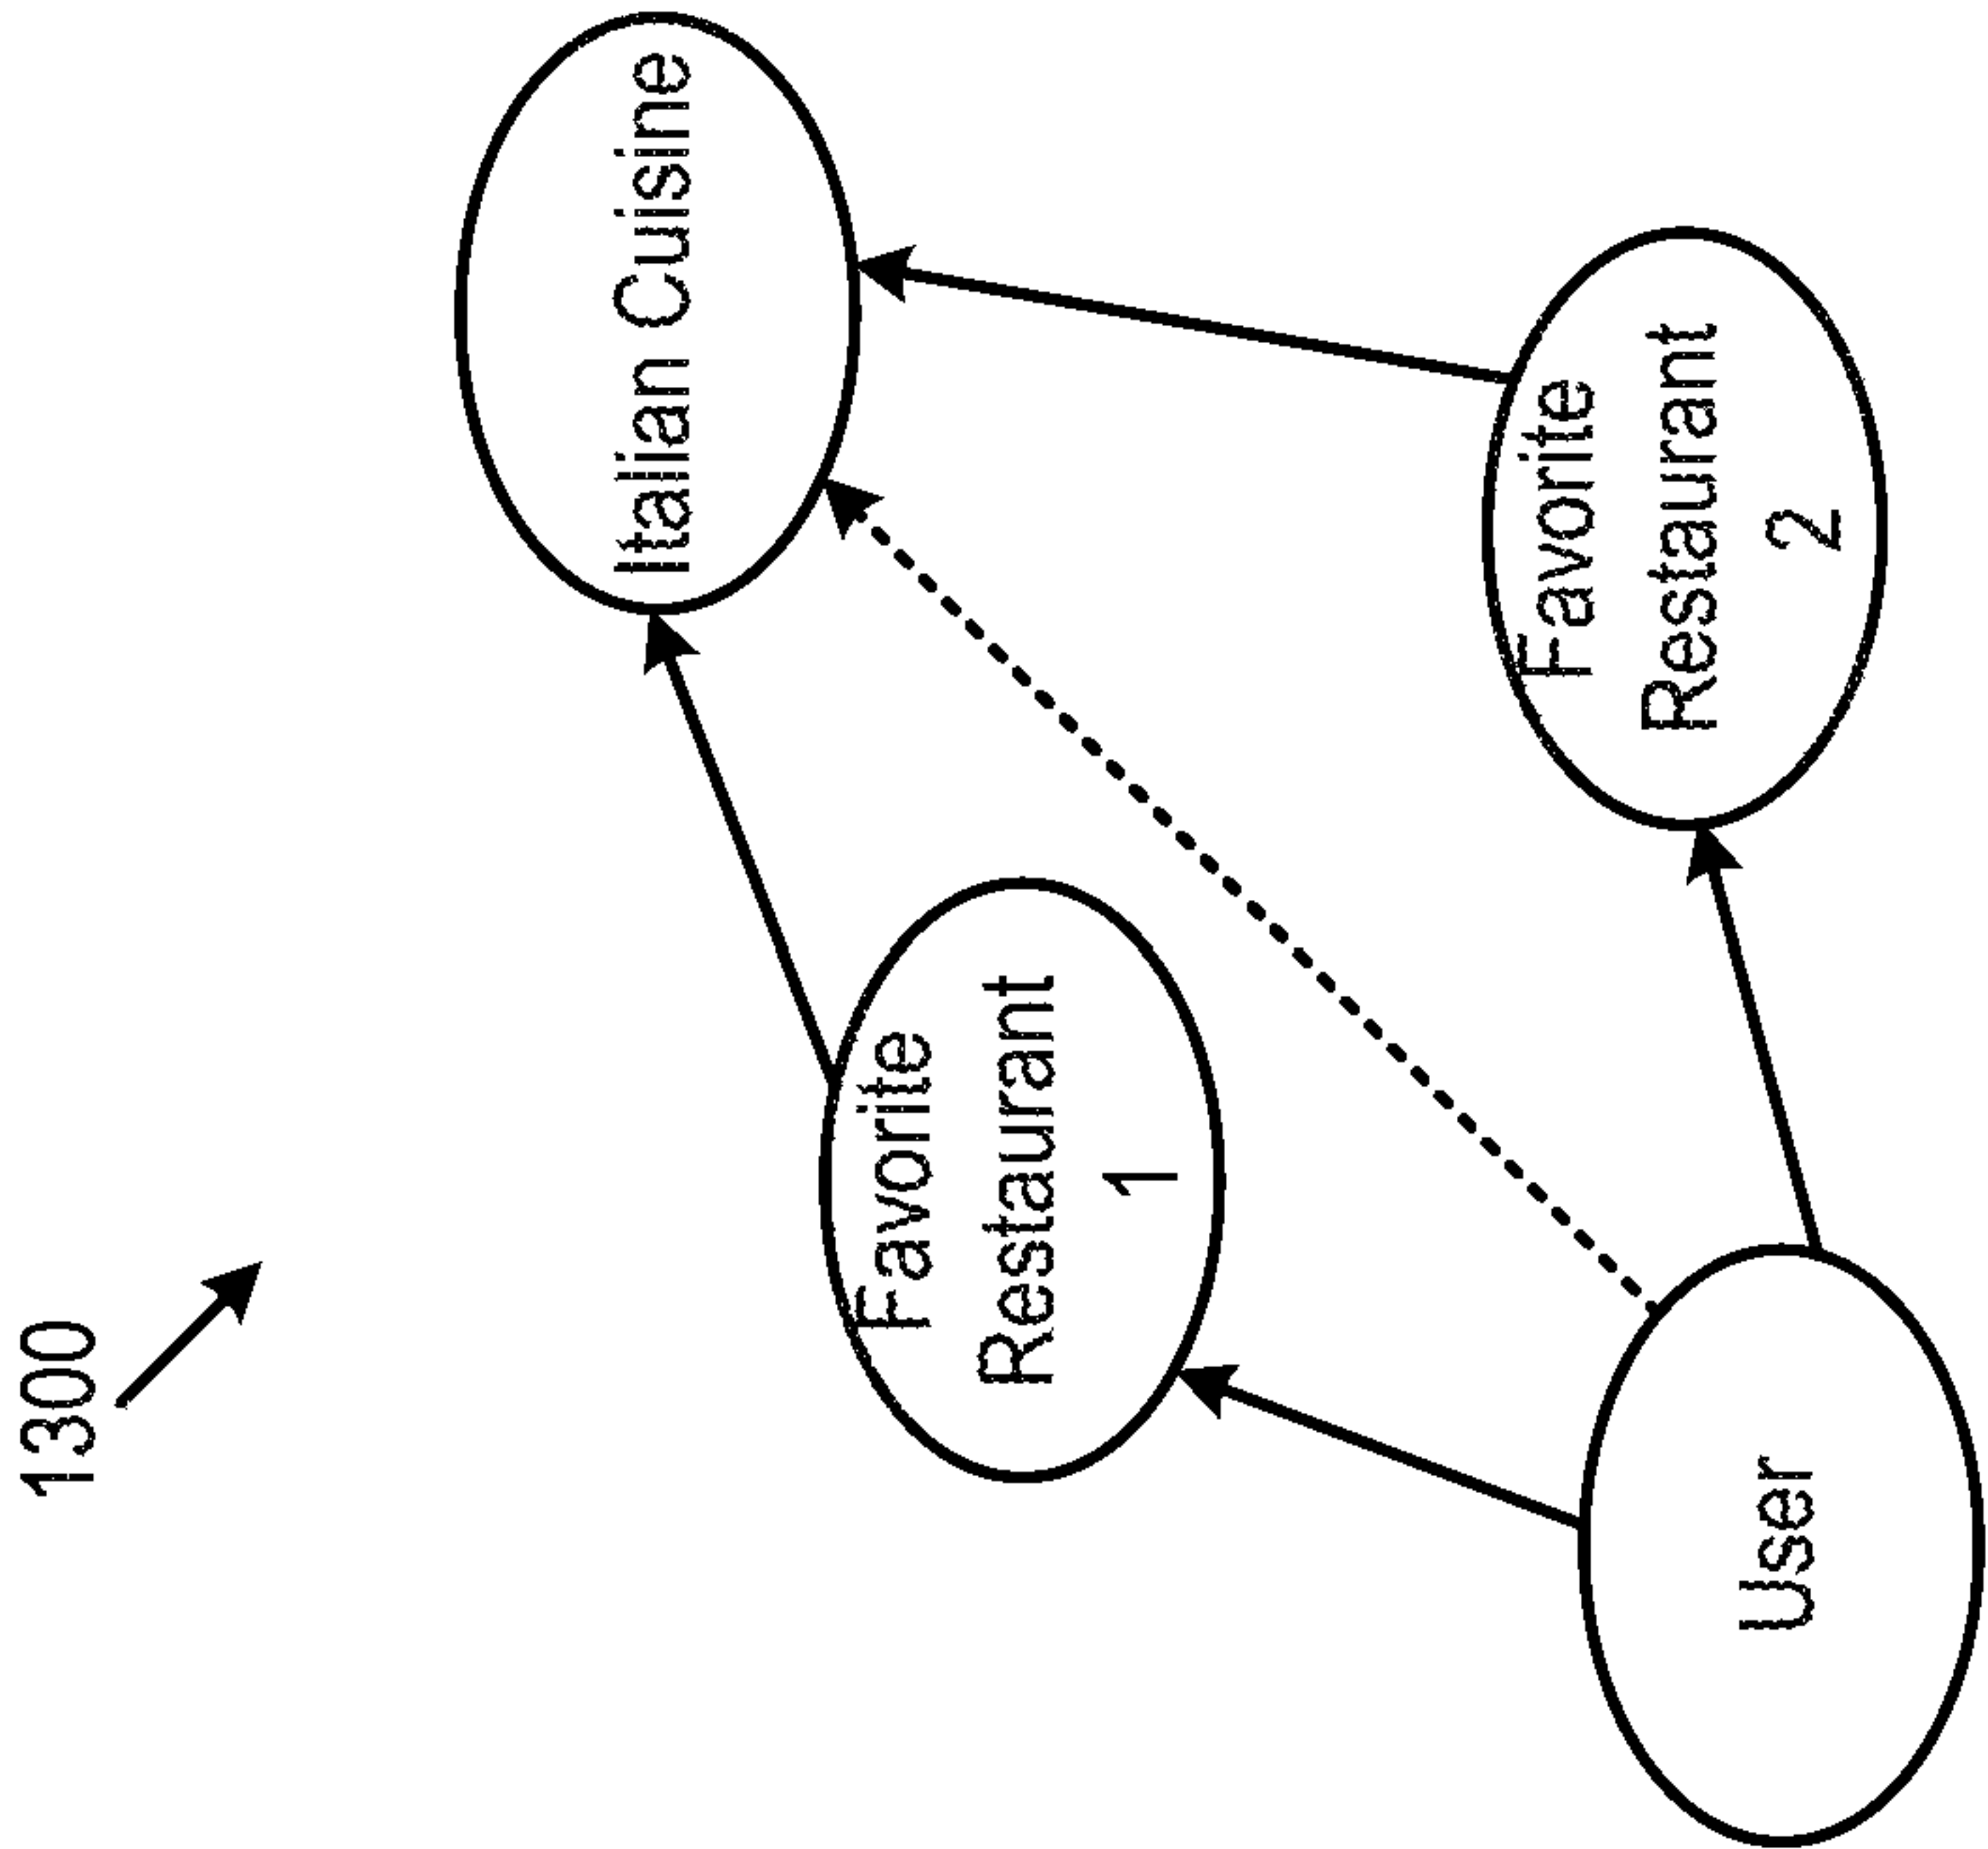 1300
Italian Cuisine
Favorite
Restaurant
1
Favorite
Restaurant
2
User